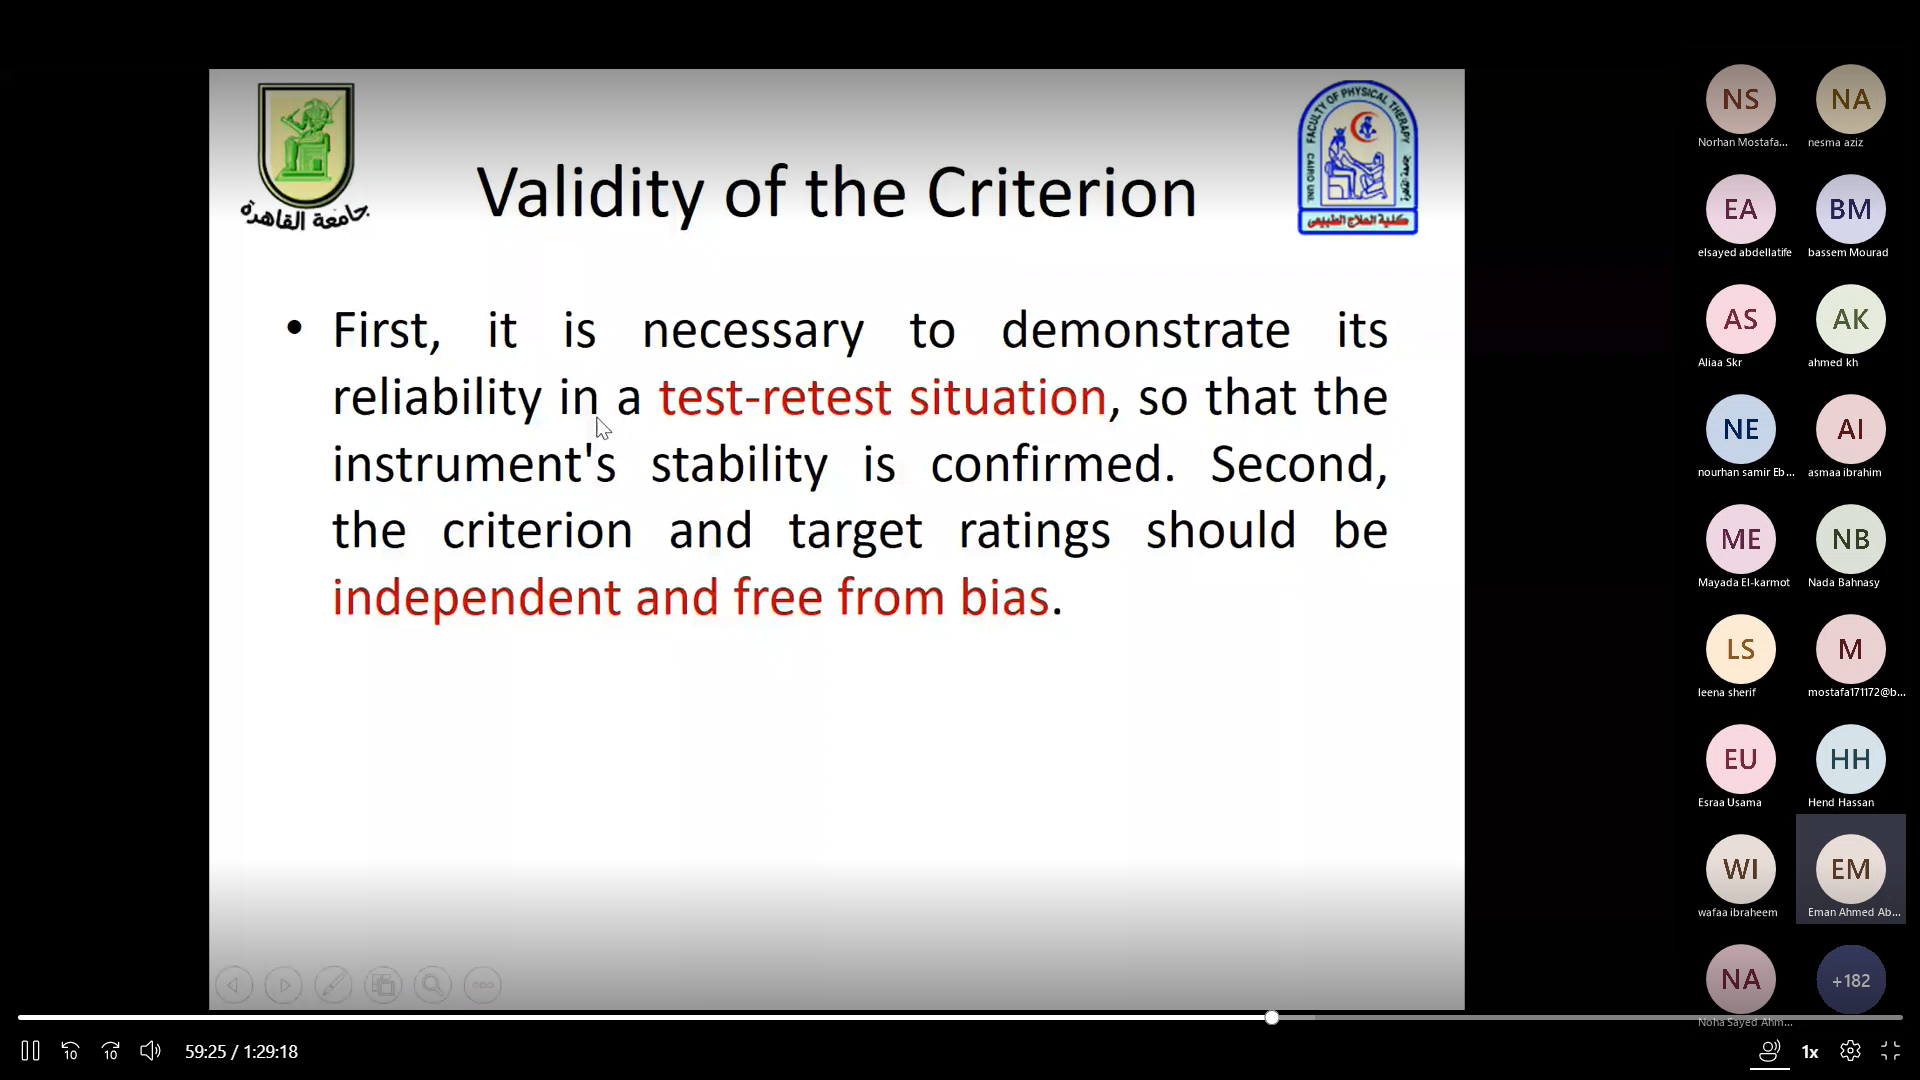 جامعة القاهرة
FACULTY OF PHYSICAL THERAPY
CAIRO UNI.
كلية العلاج الطبيعى
Validity of the Criterion
• First, it is necessary to demonstrate its
reliability in a test-retest situation, so that the
instrument's stability is confirmed. Second,
the criterion and target ratings should be
independent and free from bias.
NS
NA
Norhan Mostafa...
nesma aziz
EA
BM
elsayed abdellatife
bassem Mourad
AS
AK
Aliaa Skr
ahmed kh
NE
AI
nourhan samir Eb...
asmaa ibrahim
ME
NB
Mayada El-karmot
Nada Bahnasy
LS
M
leena sherif
mostafa171172@b...
EU
HH
Esraa Usama
Hend Hassan
WI
EM
wafaa ibraheem
Eman Ahmed Ab...
NA
+182
Noha Sayed Ahm...
10
10
59:25 / 1:29:18
1x